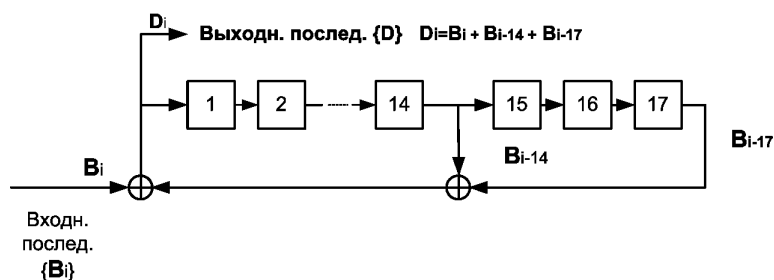 Di
Выходн. послед. {D} Di=Bi + Bi-14 + Bi-17
1 2 14 15 16 17
Bi-17
Bi-14
Bi
Входн.
послед.
{Bi}